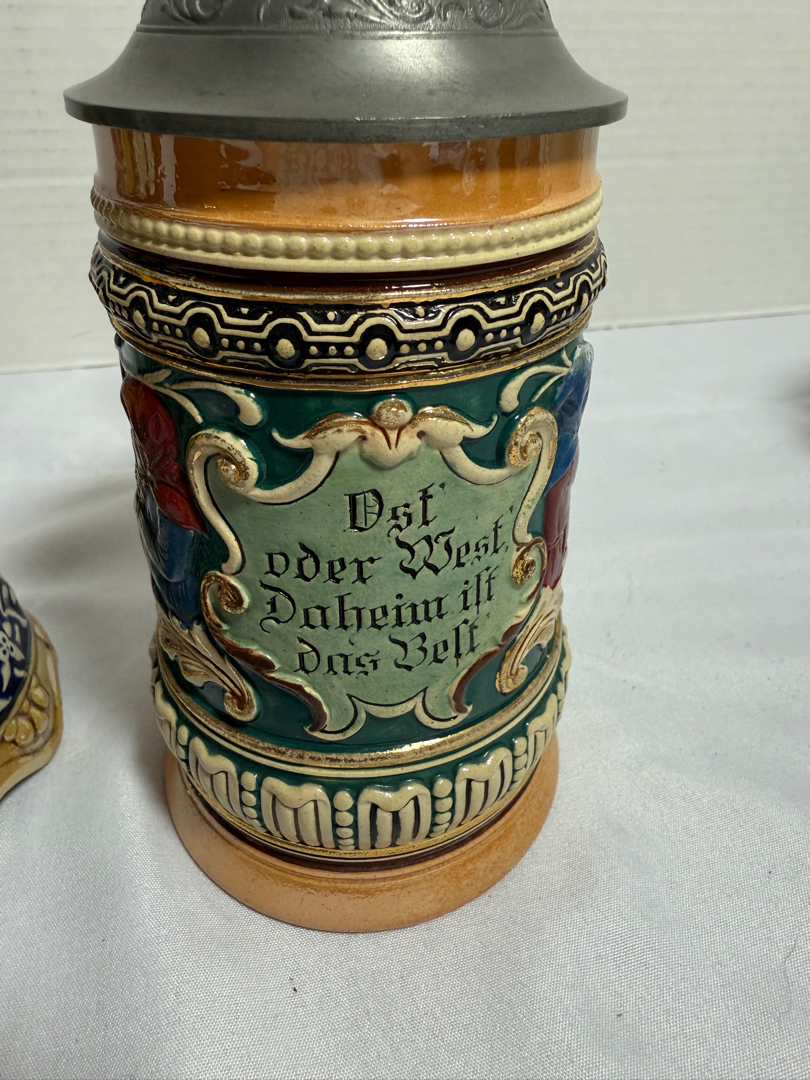 Ost
oder West,
Daheim ist
das Best